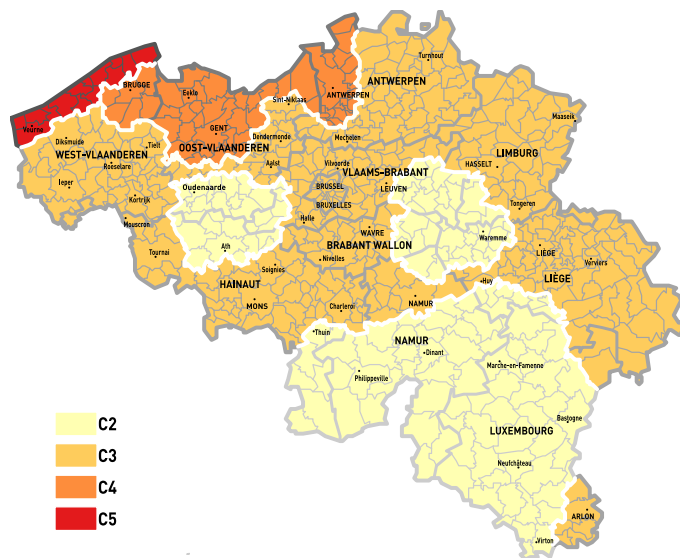 Turnhout
ANTWERPEN
BRUGGE
Eeklo
ANTWERPEN
Sint-Niklaas
Maaseik
Veurne
GENT
Diksmuide
Tielt
OOST-VLAANDEREN
Dendermonde
Mechelen
WEST-VLAANDEREN
Roeselare
Aalst
Vilvoorde
VLAAMS-BRABANT
HASSELT
LIMBURG
Ieper
Oudenaarde
BRUSSEL
LEUVEN
Kortrijk
BRUXELLES
Tongeren
Mouscron
Halle
WAVRE
Waremme
Ath
BRABANT WALLON
Tournai
Nivelles
LIÈGE
Verviers
Soignies
LIÈGE
HAINAUT
Huy
MONS
Charleroi
NAMUR
Thuin
NAMUR
Dinant
Marche-en-Famenne
Philippeville
Bastogne
LUXEMBOURG
Neufchâteau
ARLON
Virton
C2
C3
C4
C5